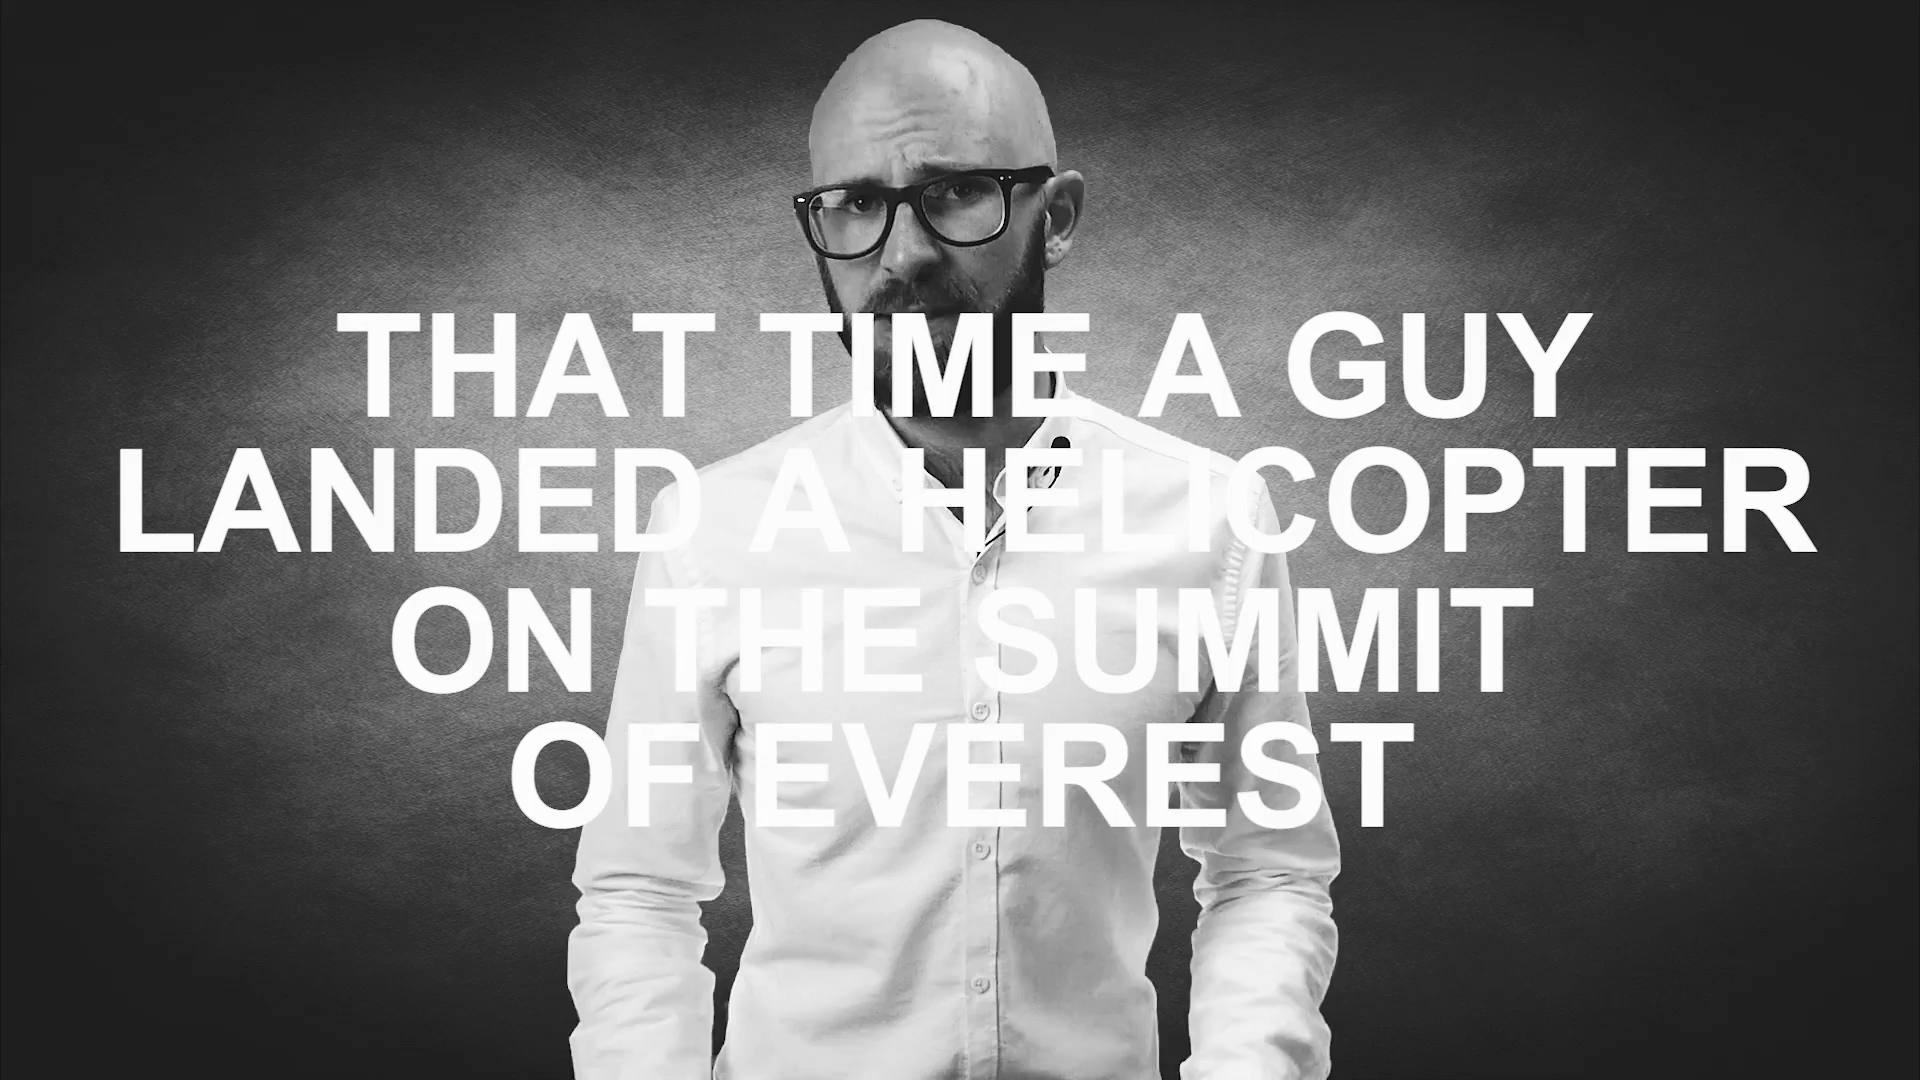 THAT TIME A GUY
LANDED A HELICOPTER
ON THE SUMMIT
OF EVEREST